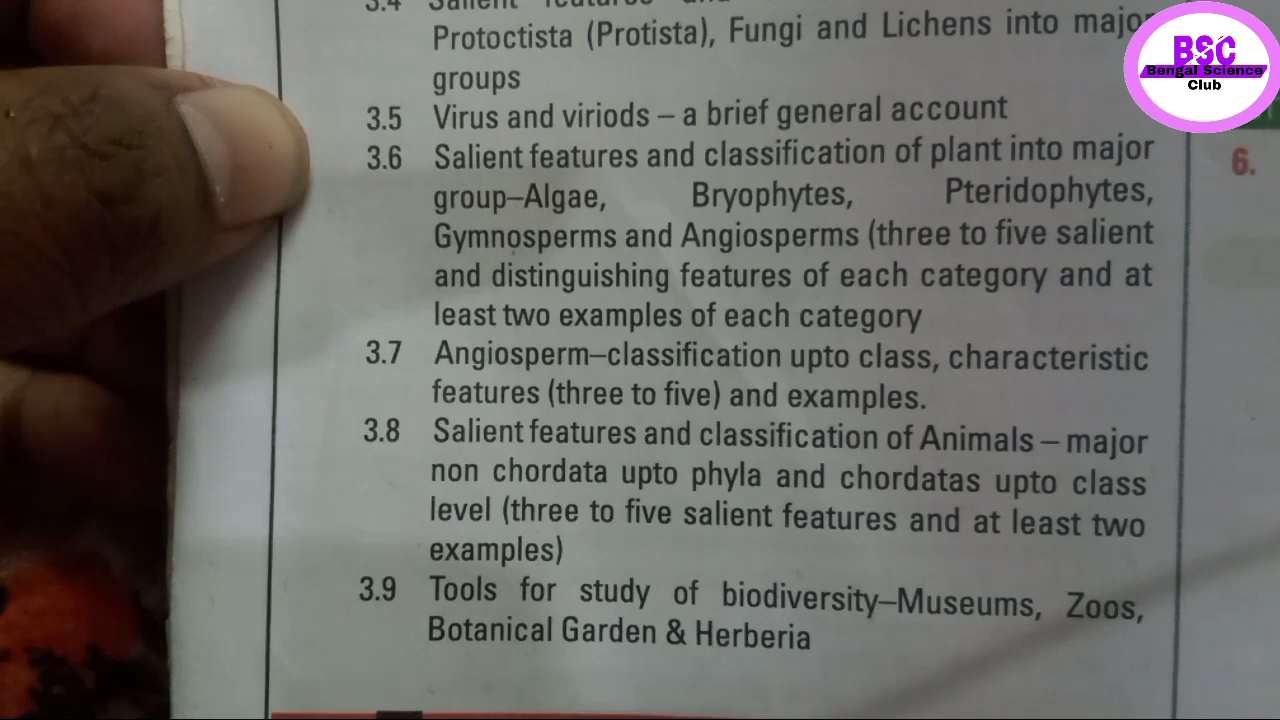 3.4 Salient features and
Protoctista (Protista), Fungi and Lichens into major
groups
3.5 Virus and viriods – a brief general account
3.6 Salient features and classification of plant into major
group–Algae, Bryophytes, Pteridophytes,
Gymnosperms and Angiosperms (three to five salient
and distinguishing features of each category and at
least two examples of each category
3.7 Angiosperm–classification upto class, characteristic
features (three to five) and examples.
3.8 Salient features and classification of Animals – major
non chordata upto phyla and chordatas upto class
level (three to five salient features and at least two
examples)
3.9 Tools for study of biodiversity–Museums, Zoos,
Botanical Garden & Herberia
BSC
Bengal Science
Club
6.